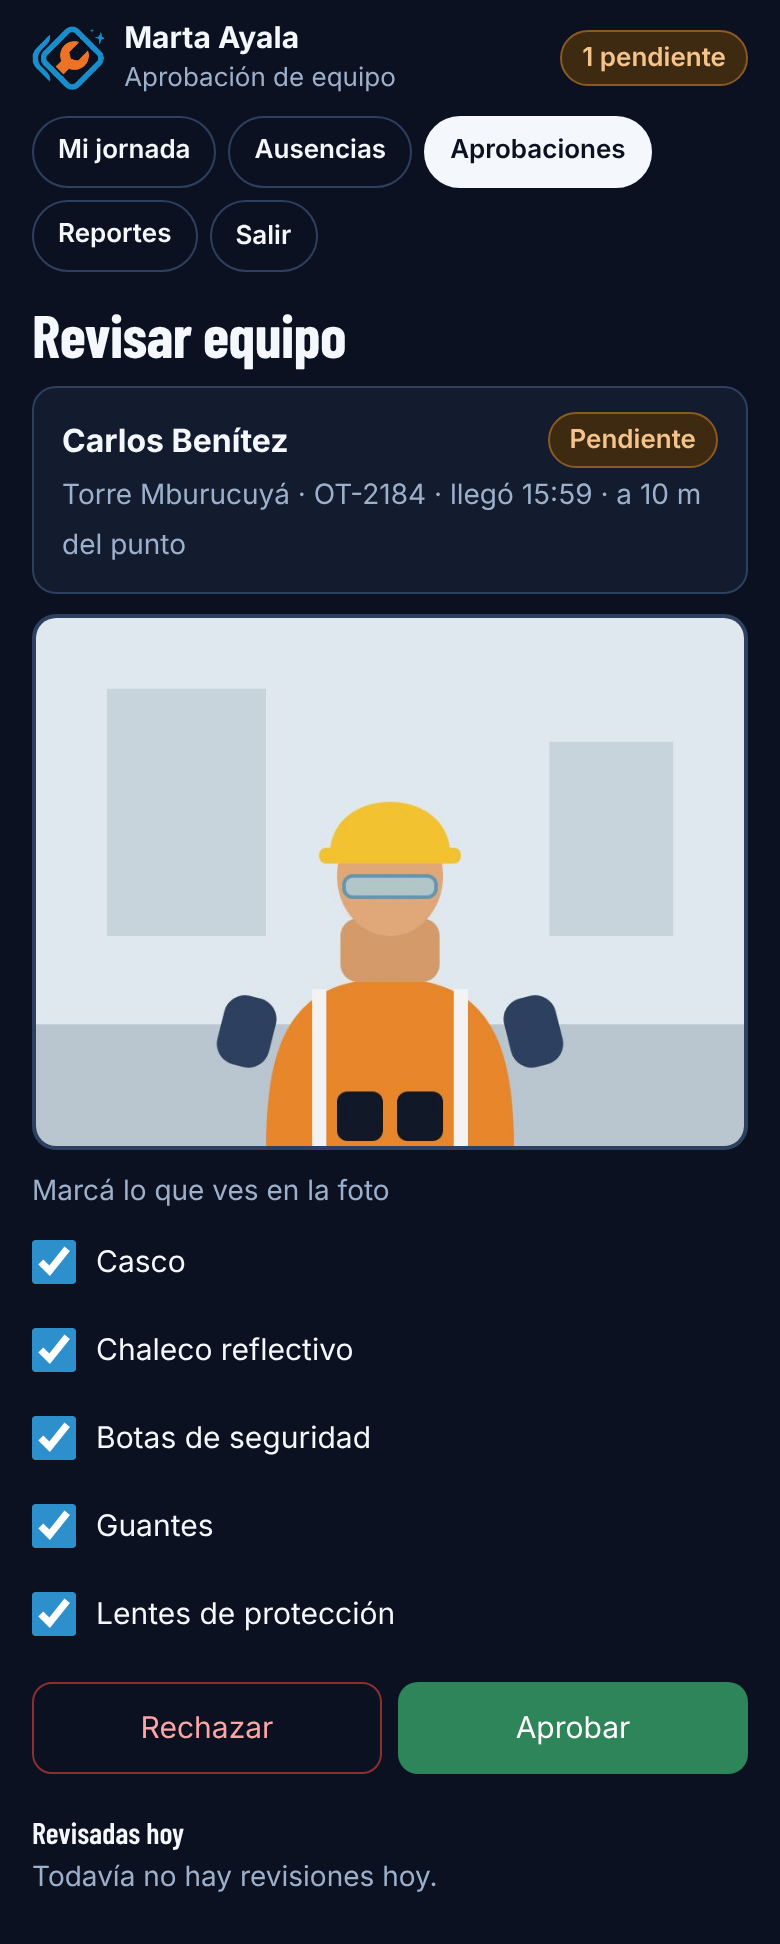 Marta Ayala
Aprobación de equipo
1 pendiente
Mi jornada
Ausencias
Aprobaciones
Reportes
Salir
Revisar equipo
Carlos Benítez
Pendiente
Torre Mburucuyá · OT-2184 · llegó 15:59 · a 10 m
del punto
Marcá lo que ves en la foto
Casco
Chaleco reflectivo
Botas de seguridad
Guantes
Lentes de protección
Rechazar
Aprobar
Revisadas hoy
Todavía no hay revisiones hoy.